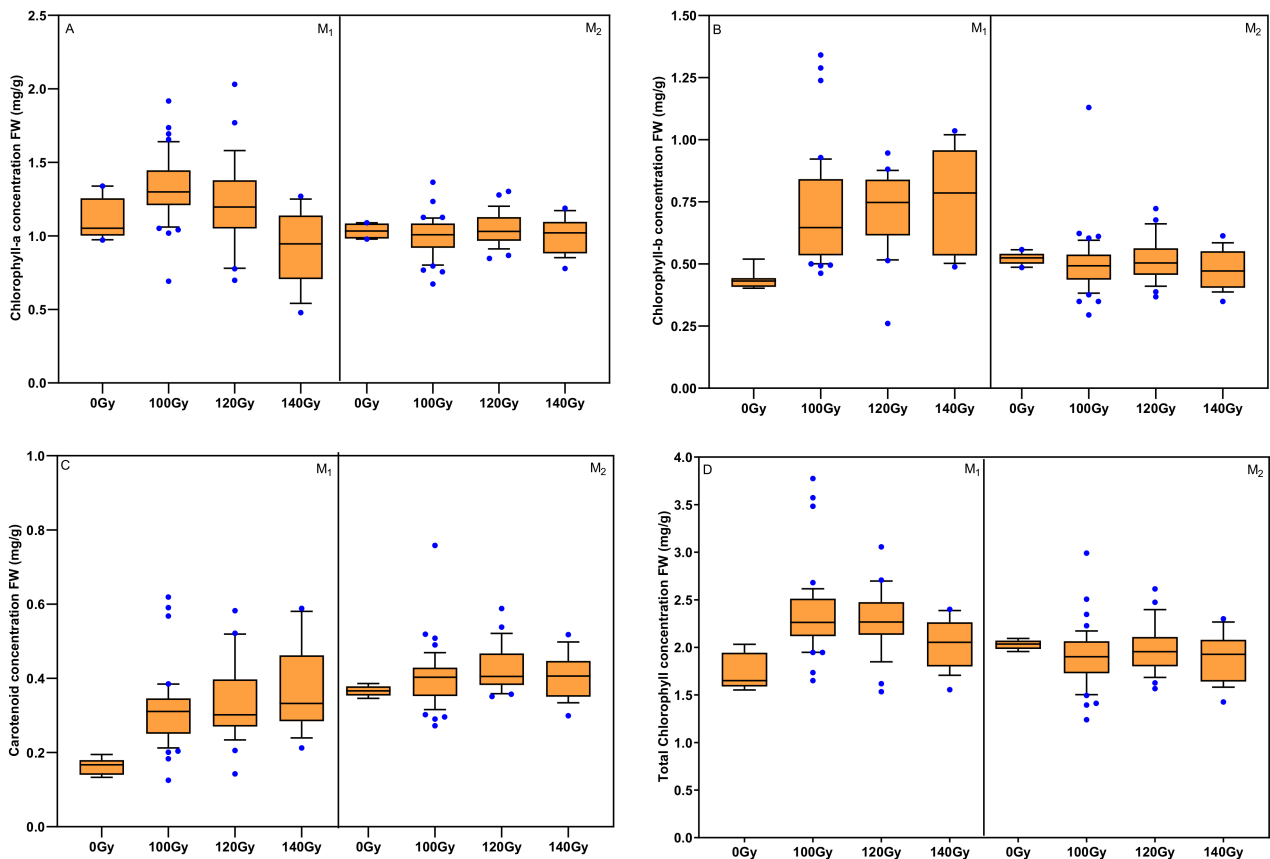 A
M1
M2
Chlorophyll-a concentration FW (mg/g)
2.5
2.0
1.5
1.0
0.5
0.0
0Gy 100Gy 120Gy 140Gy 0Gy 100Gy 120Gy 140Gy
B
M1
M2
Chlorophyll-b concentration FW (mg/g)
1.50
1.25
1.00
0.75
0.50
0.25
0.00
0Gy 100Gy 120Gy 140Gy 0Gy 100Gy 120Gy 140Gy
C
M1
M2
Carotenoid concentration FW (mg/g)
1.0
0.8
0.6
0.4
0.2
0.0
0Gy 100Gy 120Gy 140Gy 0Gy 100Gy 120Gy 140Gy
D
M1
M2
Total Chlorophyll concentration FW (mg/g)
4.0
3.5
3.0
2.5
2.0
1.5
1.0
0.5
0.0
0Gy 100Gy 120Gy 140Gy 0Gy 100Gy 120Gy 140Gy